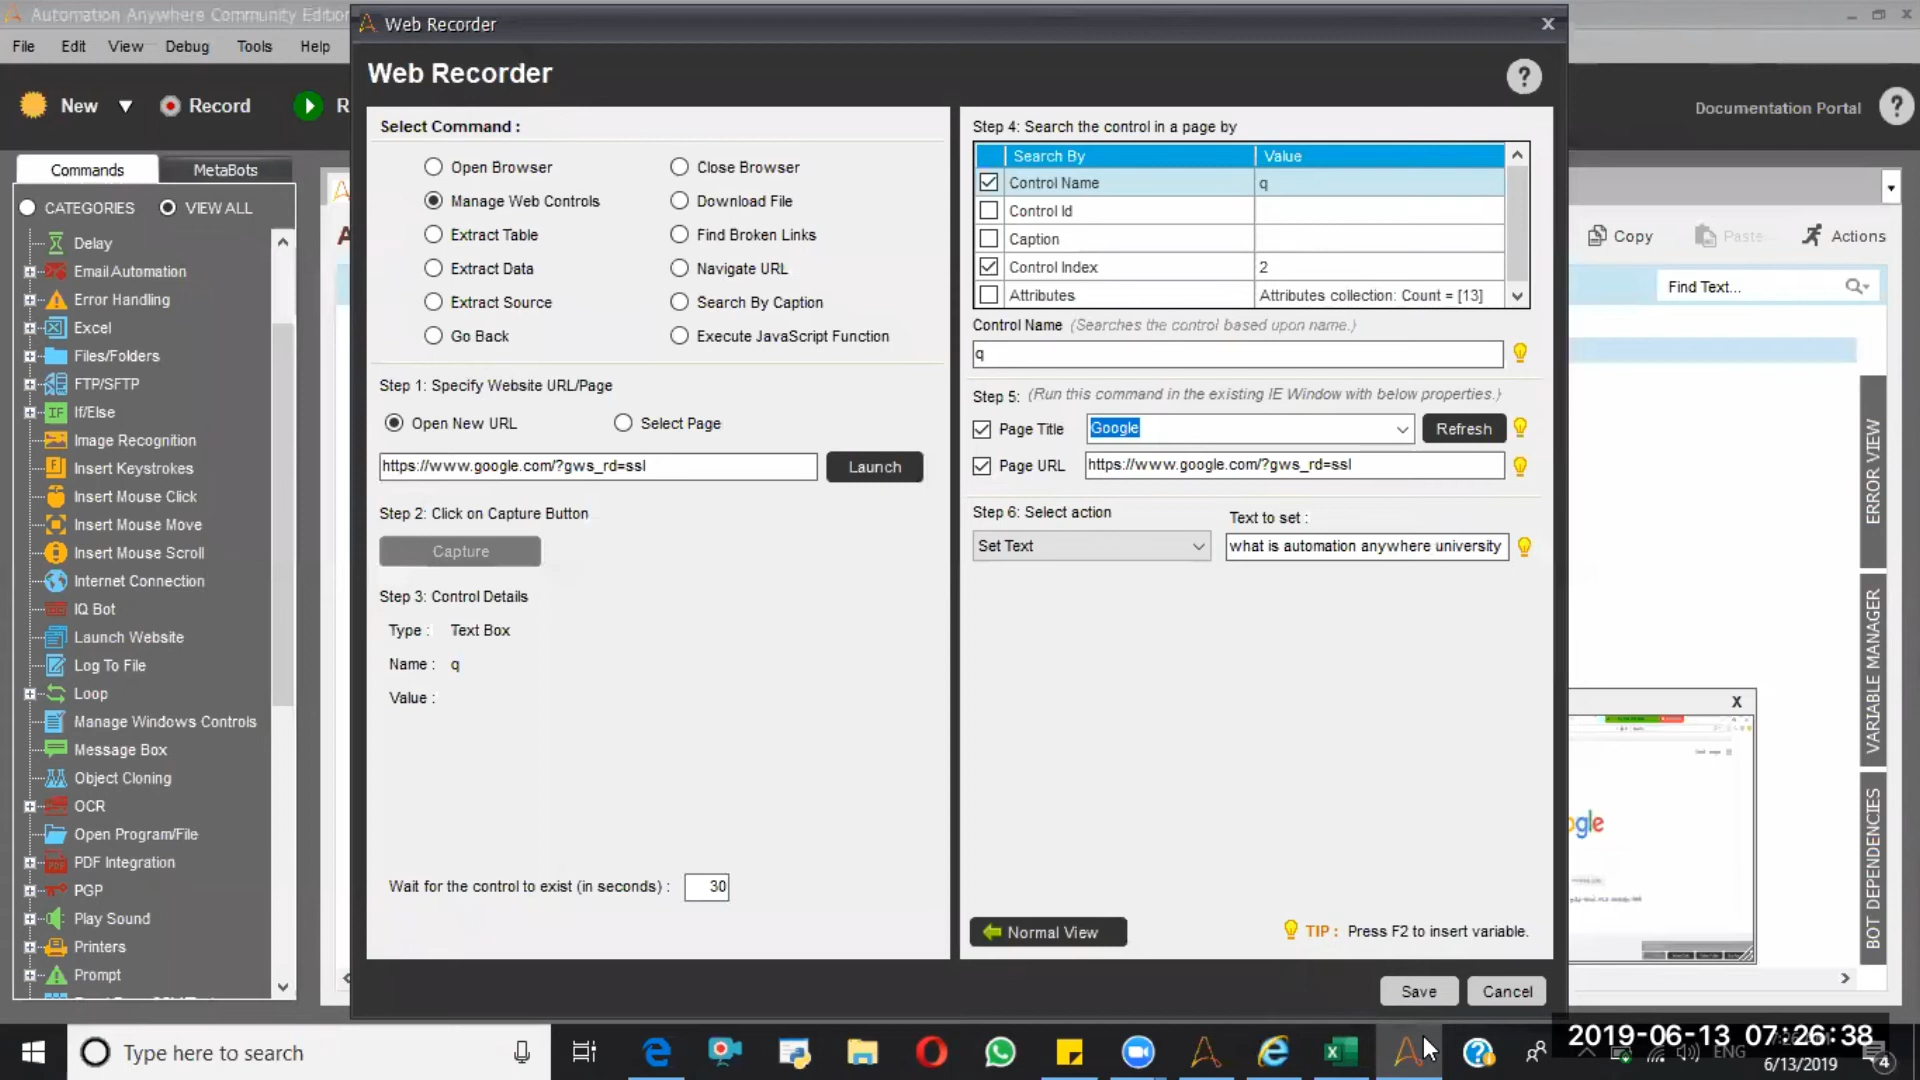 Automation Anywhere Community Edition
Web Recorder
File Edit View Debug Tools Help
Web Recorder
New
Record
Documentation Portal
Commands
MetaBots
CATEGORIES
VIEW ALL
Delay
Email Automation
Error Handling
Excel
Files/Folders
FTP/SFTP
If/Else
Image Recognition
Insert Keystrokes
Insert Mouse Click
Insert Mouse Move
Insert Mouse Scroll
Internet Connection
IQ Bot
Launch Website
Log To File
Loop
Manage Windows Controls
Message Box
Object Cloning
OCR
Open Program/File
PDF Integration
PGP
Play Sound
Printers
Prompt
Select Command :
Open Browser
Close Browser
Manage Web Controls
Download File
Extract Table
Find Broken Links
Extract Data
Navigate URL
Extract Source
Search By Caption
Go Back
Execute JavaScript Function
Step 1: Specify Website URL/Page
Open New URL
Select Page
https://www.google.com/?gws_rd=ssl
Launch
Step 2: Click on Capture Button
Capture
Step 3: Control Details
Type : Text Box
Name : q
Value :
Wait for the control to exist (in seconds) : 30
Step 4: Search the control in a page by
Search By Value
Control Name q
Control Id
Caption
Control Index 2
Attributes Attributes collection: Count = [13]
Control Name (Searches the control based upon name.)
q
Step 5: (Run this command in the existing IE Window with below properties.)
Page Title Google Refresh
Page URL https://www.google.com/?gws_rd=ssl
Step 6: Select action
Text to set :
Set Text
what is automation anywhere university
Normal View
TIP : Press F2 to insert variable.
Save
Cancel
Copy
Paste
Actions
Find Text...
ERROR VIEW
VARIABLE MANAGER
BOT DEPENDENCIES
X
ogle
Type here to search
2019-06-13 07:26:38
ENG
6/13/2019
4